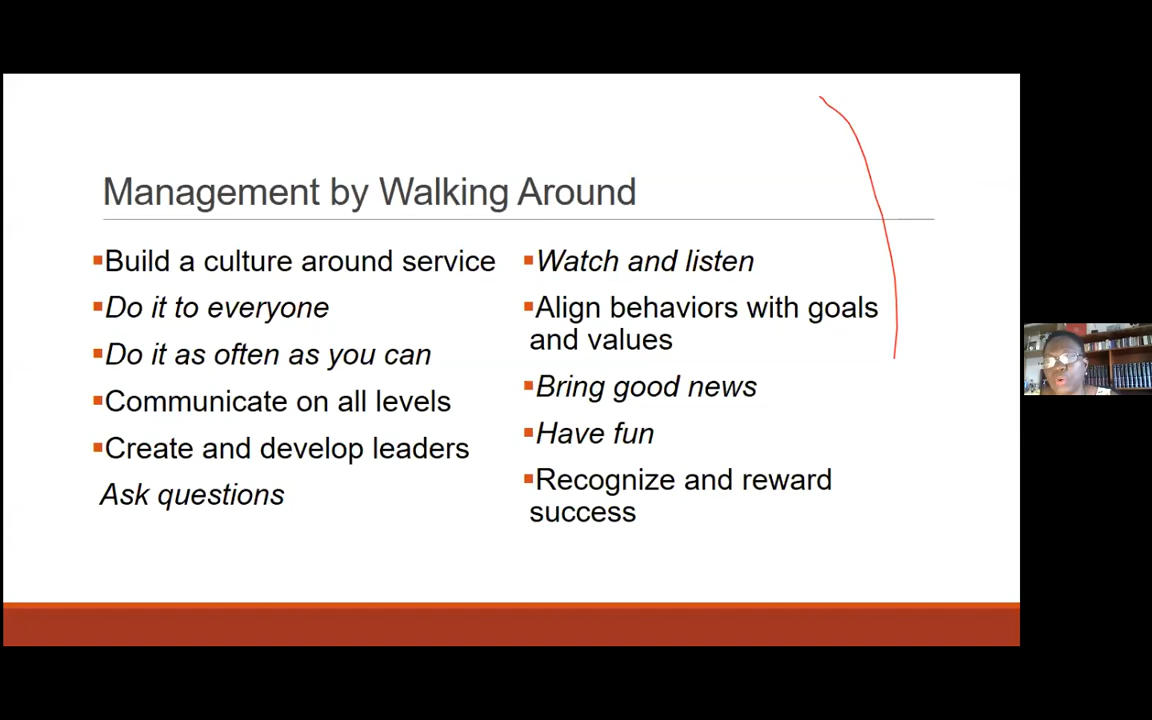 Management by Walking Around
▪Build a culture around service
▪Do it to everyone
▪Do it as often as you can
▪Communicate on all levels
▪Create and develop leaders
Ask questions
▪Watch and listen
▪Align behaviors with goals
and values
▪Bring good news
▪Have fun
▪Recognize and reward
success